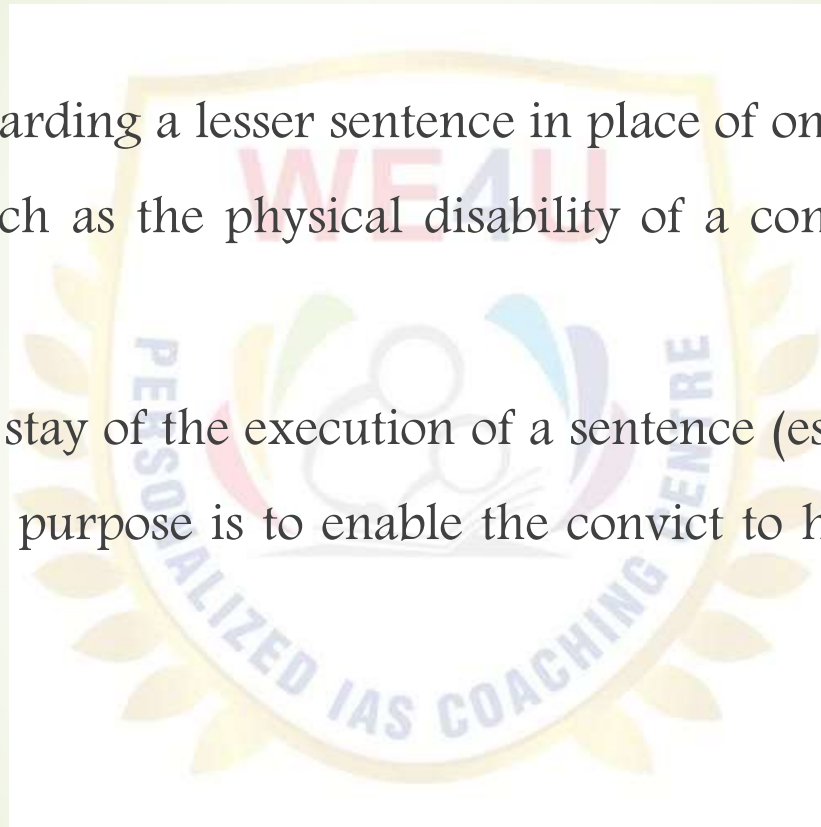 arding a lesser sentence in place of on
ch as the physical disability of a con
stay of the execution of a sentence (es
purpose is to enable the convict to h
WE4U
PERSONALIZED IAS COACHING CENTRE